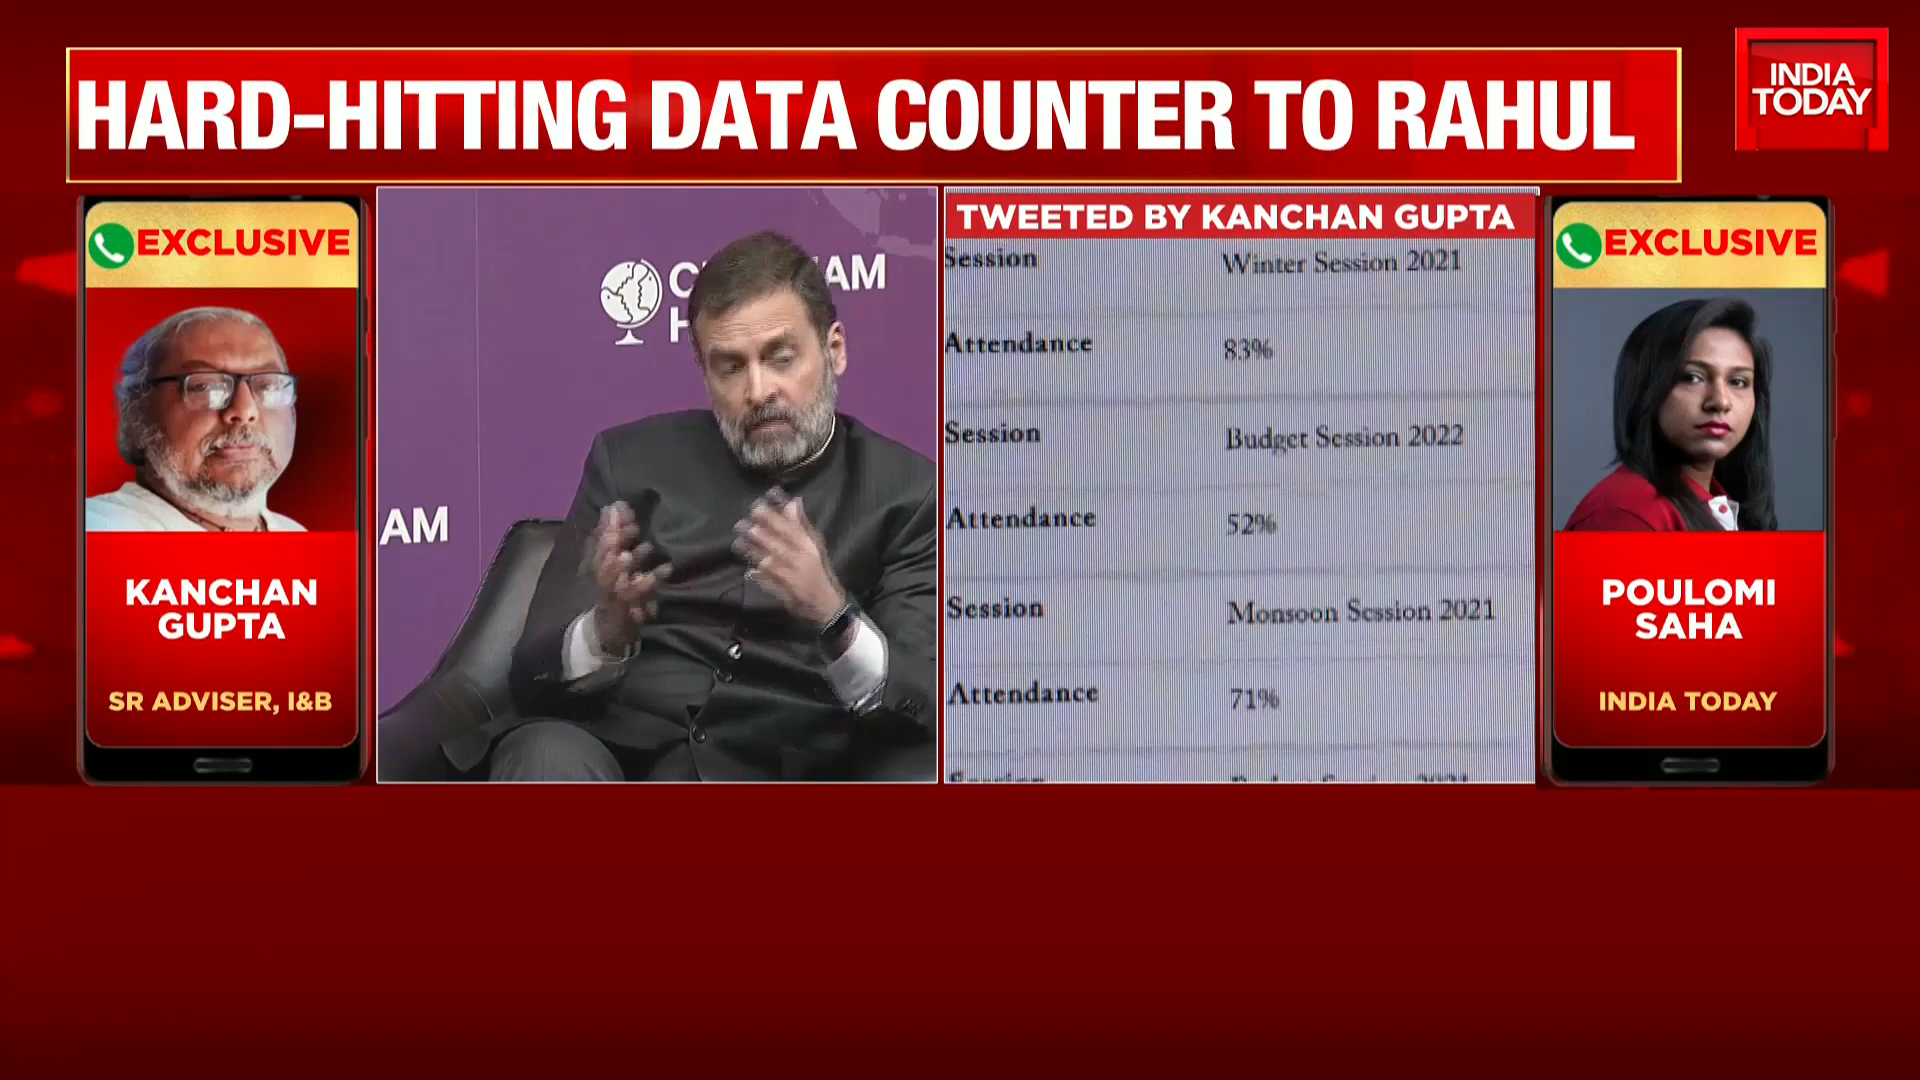 HARD-HITTING DATA COUNTER TO RAHUL
INDIA
TODAY
EXCLUSIVE
KANCHAN
GUPTA
SR ADVISER, I&B
AM
AM
TWEETED BY KANCHAN GUPTA
Session Winter Session 2021
Attendance 83%
Session Budget Session 2022
Attendance 52%
Session Monsoon Session 2021
Attendance 71%
EXCLUSIVE
POULOMI
SAHA
INDIA TODAY